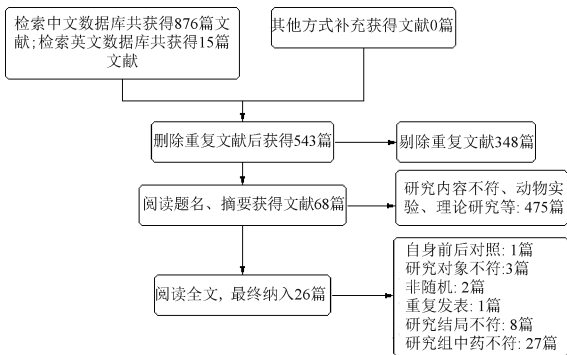 检索中文数据库共获得876篇文
献;检索英文数据库共获得15篇
文献
其他方式补充获得文献0篇
删除重复文献后获得543篇
剔除重复文献348篇
阅读题名、摘要获得文献68篇
研究内容不符、动物实
验、理论研究等: 475篇
阅读全文, 最终纳入26篇
自身前后对照: 1篇
研究对象不符:3篇
非随机: 2篇
重复发表: 1篇
研究结局不符: 8篇
研究组中药不符: 27篇